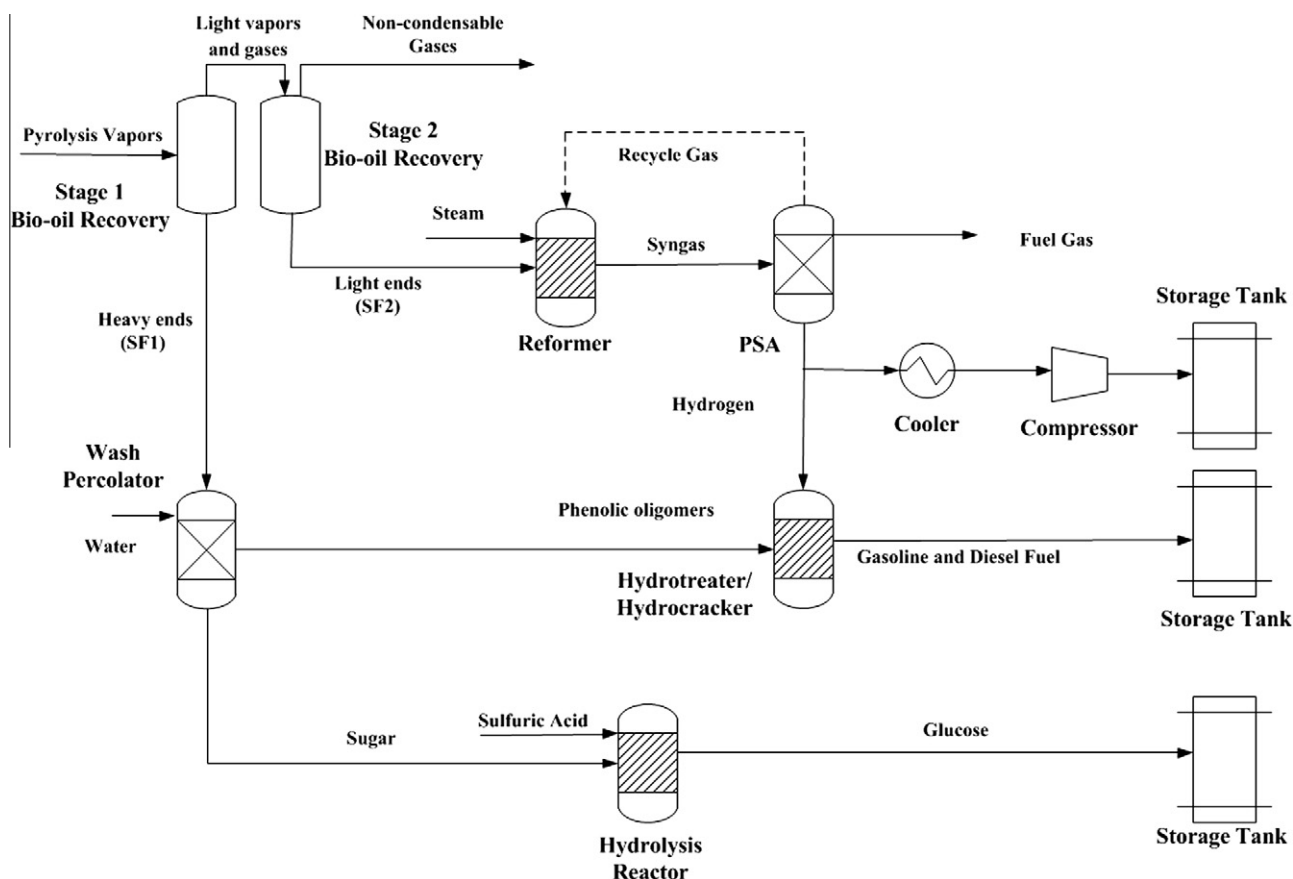 Light vapors
and gases
Non-condensable
Gases
Pyrolysis Vapors
Stage 1
Bio-oil Recovery
Stage 2
Bio-oil Recovery
Recycle Gas
Steam
Syngas
Fuel Gas
Light ends
(SF2)
Heavy ends
(SF1)
Reformer
PSA
Storage Tank
Hydrogen
Cooler
Compressor
Wash
Percolator
Water
Phenolic oligomers
Gasoline and Diesel Fuel
Hydrotreater/
Hydrocracker
Storage Tank
Sulfuric Acid
Sugar
Glucose
Hydrolysis
Reactor
Storage Tank